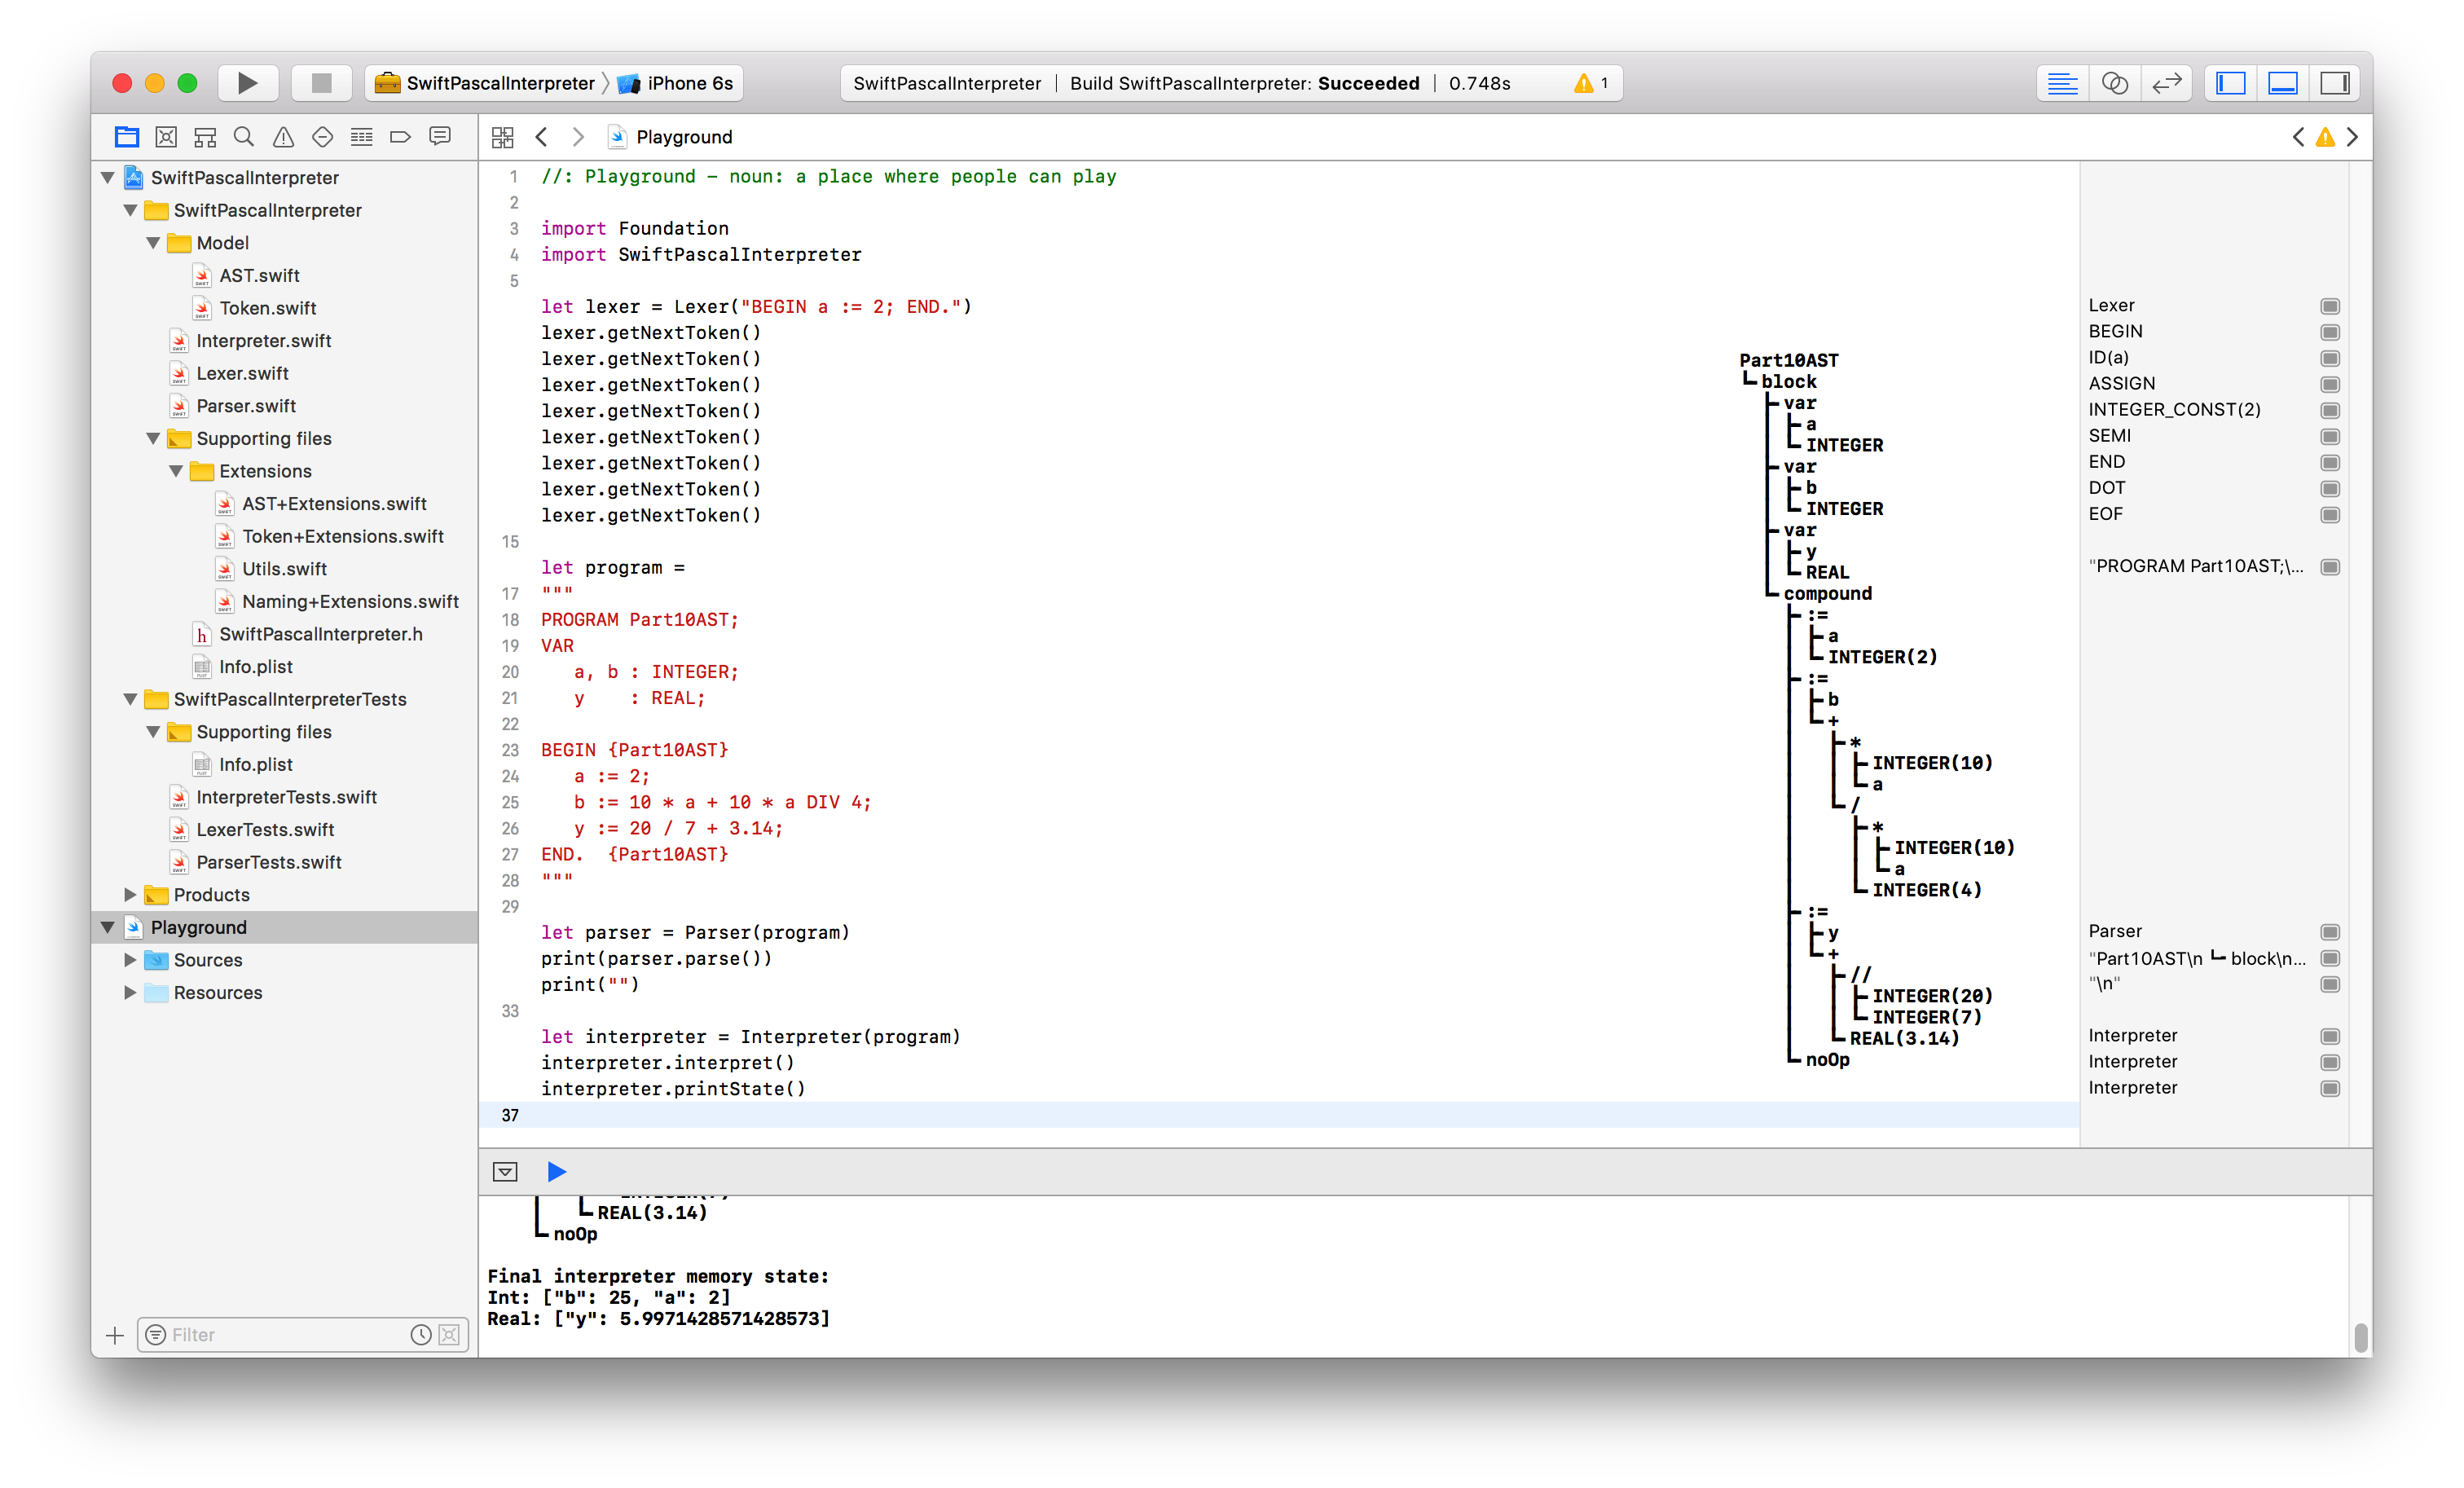 SwiftPascalInterpreter 〉 iPhone 6s
SwiftPascalInterpreter | Build SwiftPascalInterpreter: Succeeded | 0.748s
1
Playground
SwiftPascalInterpreter
SwiftPascalInterpreter
Model
AST.swift
Token.swift
Interpreter.swift
Lexer.swift
Parser.swift
Supporting files
Extensions
AST+Extensions.swift
Token+Extensions.swift
Utils.swift
Naming+Extensions.swift
SwiftPascalInterpreter.h
Info.plist
SwiftPascalInterpreterTests
Supporting files
Info.plist
InterpreterTests.swift
LexerTests.swift
ParserTests.swift
Products
Playground
Sources
Resources
Filter
1 //: Playground – noun: a place where people can play
2
3 import Foundation
4 import SwiftPascalInterpreter
5
let lexer = Lexer("BEGIN a := 2; END.")
lexer.getNextToken()
lexer.getNextToken()
lexer.getNextToken()
lexer.getNextToken()
lexer.getNextToken()
lexer.getNextToken()
lexer.getNextToken()
lexer.getNextToken()
15
let program =
17 """
18 PROGRAM Part10AST;
19 VAR
20    a, b : INTEGER;
21    y    : REAL;
22
23 BEGIN {Part10AST}
24    a := 2;
25    b := 10 * a + 10 * a DIV 4;
26    y := 20 / 7 + 3.14;
27 END.  {Part10AST}
28 """
29
let parser = Parser(program)
print(parser.parse())
print("")
33
let interpreter = Interpreter(program)
interpreter.interpret()
interpreter.printState()
37
Part10AST
block
var
a
INTEGER
var
b
INTEGER
var
y
REAL
compound
:=
a
INTEGER(2)
:=
b
+
*
INTEGER(10)
a
/
*
INTEGER(10)
a
INTEGER(4)
:=
y
+
//
INTEGER(20)
INTEGER(7)
REAL(3.14)
noOp
Lexer
BEGIN
ID(a)
ASSIGN
INTEGER_CONST(2)
SEMI
END
DOT
EOF
"PROGRAM Part10AST;\...
Parser
"Part10AST\n ┗━ block\n...
"\n"
Interpreter
Interpreter
Interpreter
REAL(3.14)
noOp
Final interpreter memory state:
Int: ["b": 25, "a": 2]
Real: ["y": 5.9971428571428573]